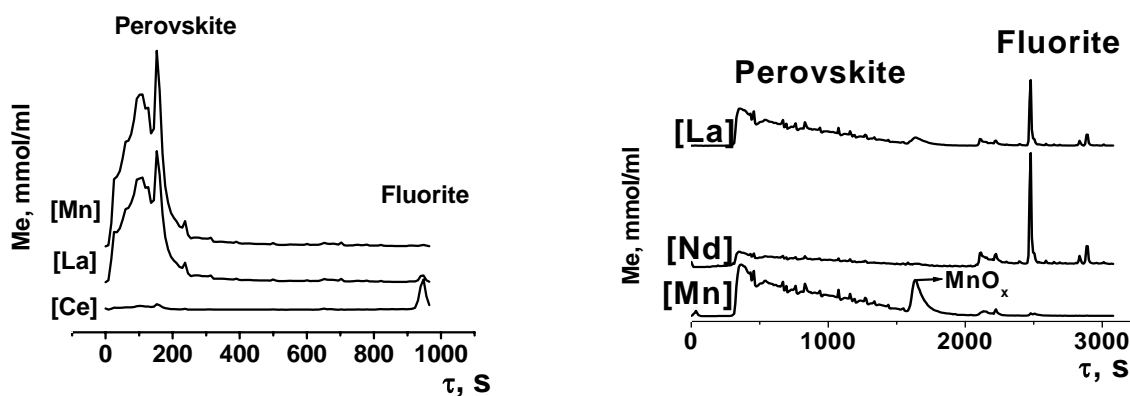 Perovskite
Me, mmol/ml
[Mn]
[La]
[Ce]
Fluorite
0 200 400 600 800 1000
τ, s
Fluorite
Perovskite
Me, mmol/ml
[La]
[Nd]
[Mn]
MnOₓ
0 1000 2000 3000
τ, s